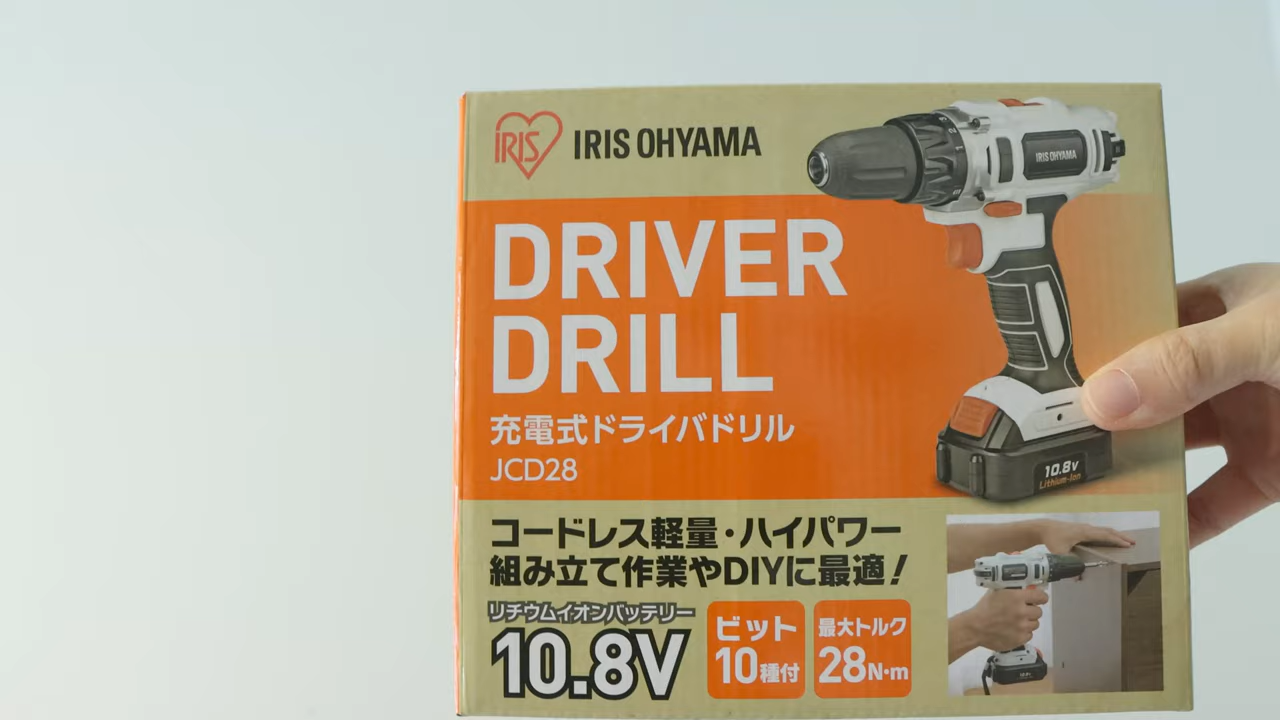 IRIS
IRIS OHYAMA
IRIS OHYAMA
DRIVER
DRILL
充電式ドライバドリル
JCD28
10.8v
Lithium-Ion
コードレス軽量・ハイパワー
組み立て作業やDIYに最適!
リチウムイオンバッテリー
10.8V
ビット
10種付
最大トルク
28N・m